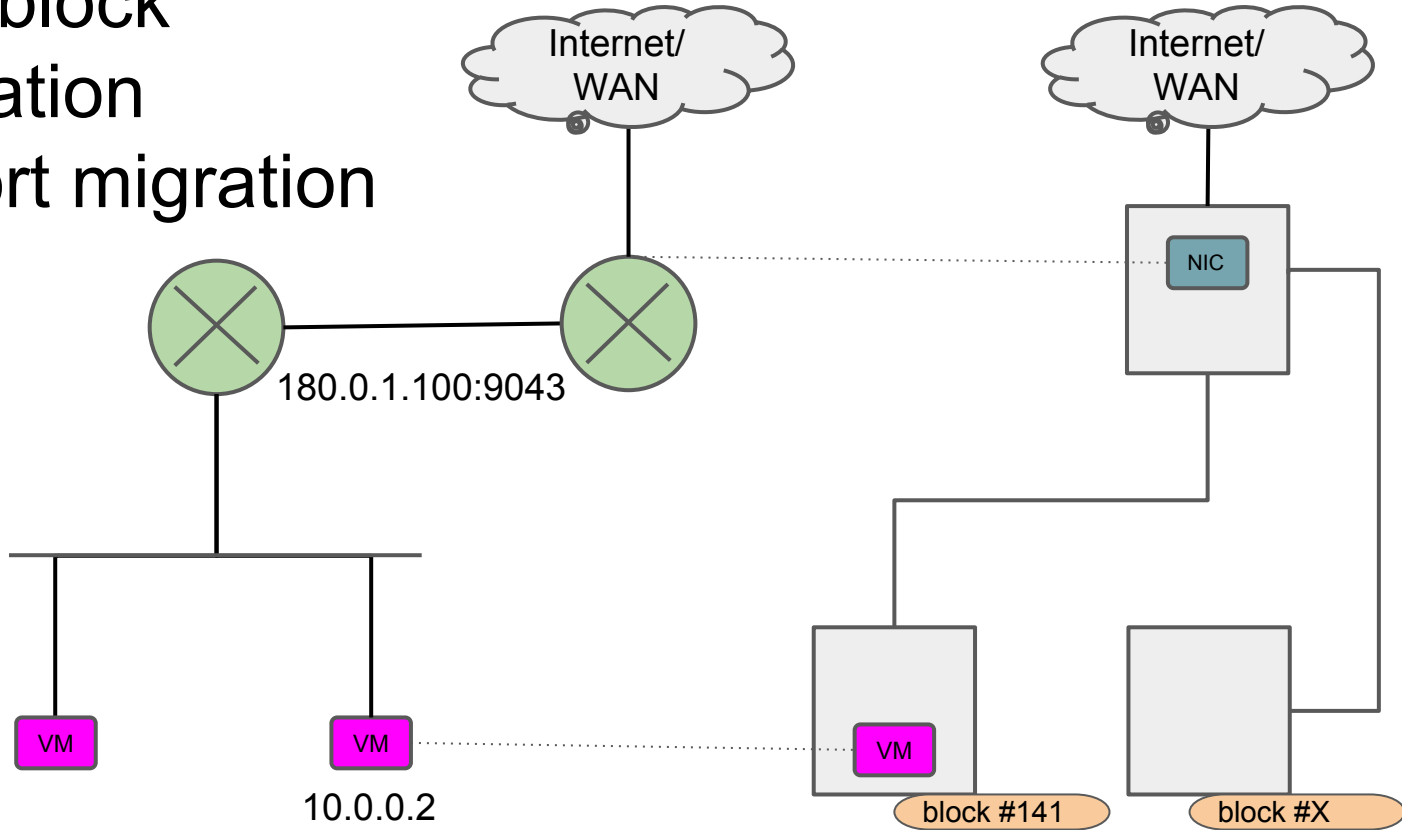 block
ation
ort migration
Internet/
WAN
Internet/
WAN
NIC
180.0.1.100:9043
VM
VM
VM
10.0.0.2
block #141
block #X